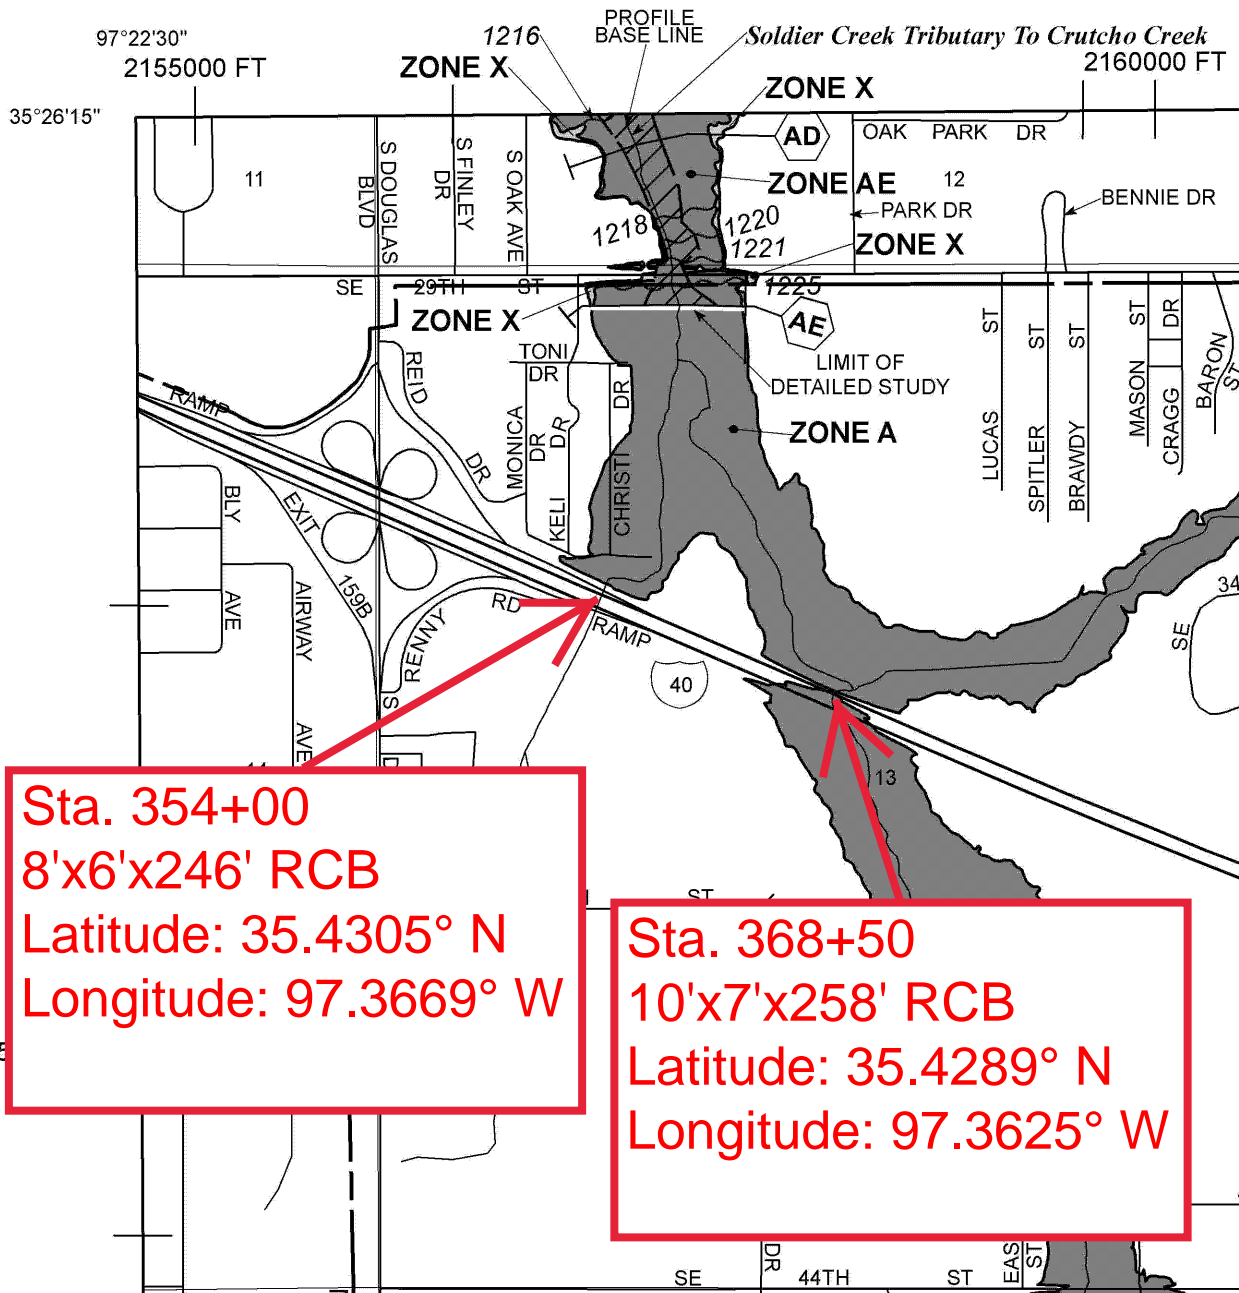 97°22'30"
2155000 FT
35°26'15"
1216
PROFILE
BASE LINE
Soldier Creek Tributary To Crutcho Creek
2160000 FT
ZONE X
ZONE X
AD
OAK PARK DR
11
S DOUGLAS
BLVD
S FINLEY
DR
S OAK AVE
ZONE AE
12
BENNIE DR
PARK DR
1218
1220
1221
ZONE X
SE 29TH ST
1225
ZONE X
AE
LIMIT OF
DETAILED STUDY
TONI
DR
REID
DR
MONICA
DR
KELI
DR
CHRISTI
DR
ZONE A
LUCAS
ST
SPITLER
ST
BRAWDY
ST
MASON
ST
CRAGG
DR
BARON
ST
RAMP
EXIT
159B
BLY
AVE
AIRWAY
AVE
RENNY
RD
S
RAMP
40
34
SE
13
ST
Sta. 354+00
8'x6'x246' RCB
Latitude: 35.4305° N
Longitude: 97.3669° W
Sta. 368+50
10'x7'x258' RCB
Latitude: 35.4289° N
Longitude: 97.3625° W
DR
EAS
ST
SE 44TH ST